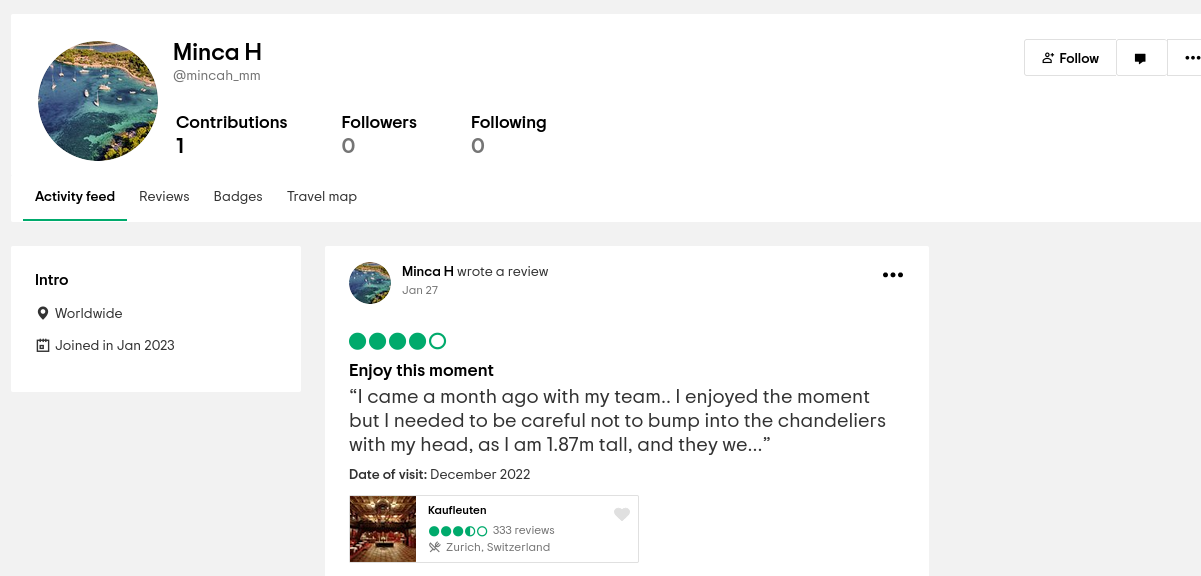 Minca H
@mincah_mm
Follow
Contributions
1
Followers
0
Following
0
Activity feed
Reviews
Badges
Travel map
Intro
Worldwide
Joined in Jan 2023
Minca H wrote a review
Jan 27
Enjoy this moment
“I came a month ago with my team.. I enjoyed the moment
but I needed to be careful not to bump into the chandeliers
with my head, as I am 1.87m tall, and they we...”
Date of visit: December 2022
Kaufleuten
333 reviews
Zurich, Switzerland